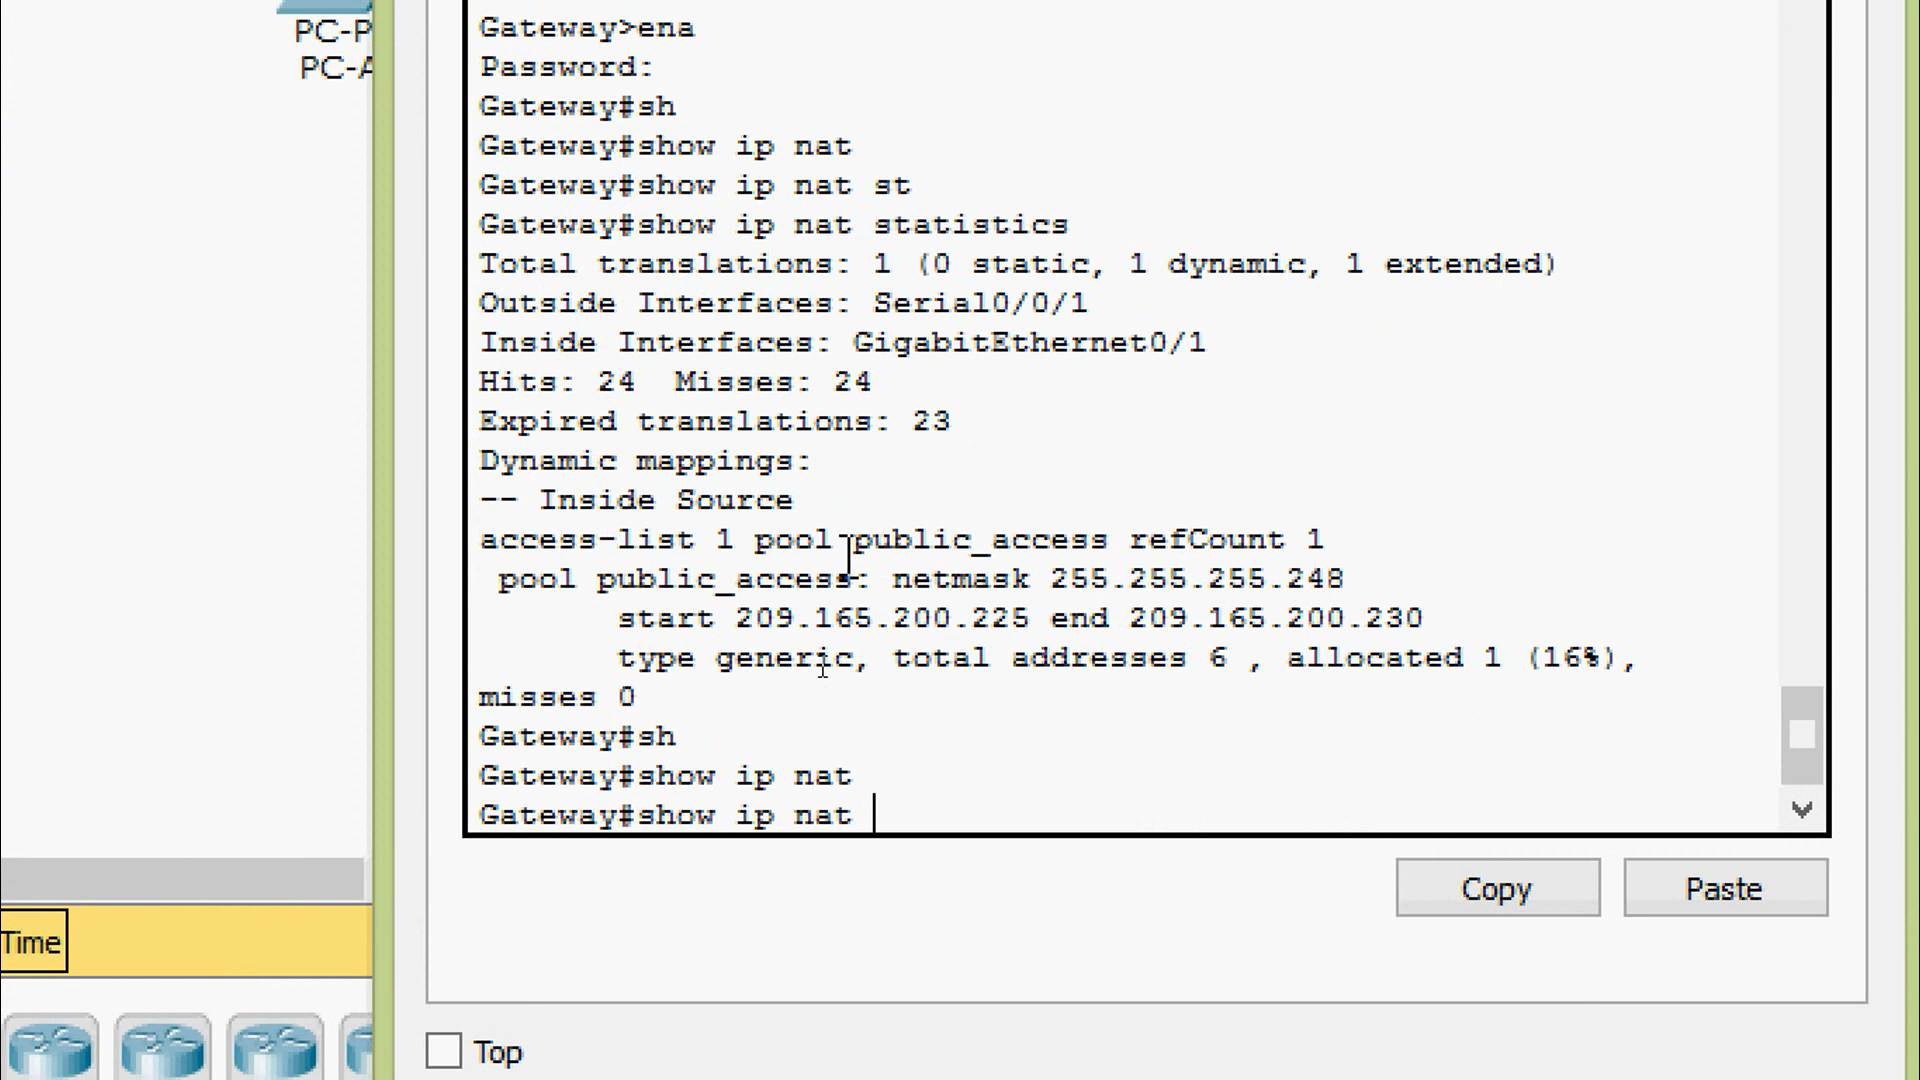 PC-P
PC-A
Gateway>ena
Password:
Gateway#sh
Gateway#show ip nat
Gateway#show ip nat st
Gateway#show ip nat statistics
Total translations: 1 (0 static, 1 dynamic, 1 extended)
Outside Interfaces: Serial0/0/1
Inside Interfaces: GigabitEthernet0/1
Hits: 24  Misses: 24
Expired translations: 23
Dynamic mappings:
-- Inside Source
access-list 1 pool public_access refCount 1
 pool public_access: netmask 255.255.255.248
       start 209.165.200.225 end 209.165.200.230
       type generic, total addresses 6 , allocated 1 (16%),
misses 0
Gateway#sh
Gateway#show ip nat
Gateway#show ip nat
Copy
Paste
Time
Top